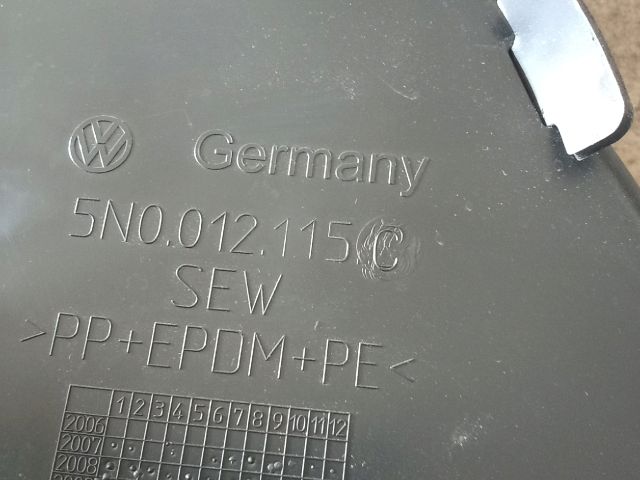 VW Germany
5N0.012.115 C
SEW
>PP+EPDM+PE<
1 2 3 4 5 6 7 8 9 10 11 12
2006
2007
2008